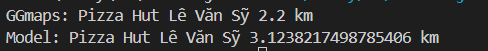 GGmaps: Pizza Hut Lê Văn Sỹ 2.2 km
Model: Pizza Hut Lê Văn Sỹ 3.1238217498785406 km